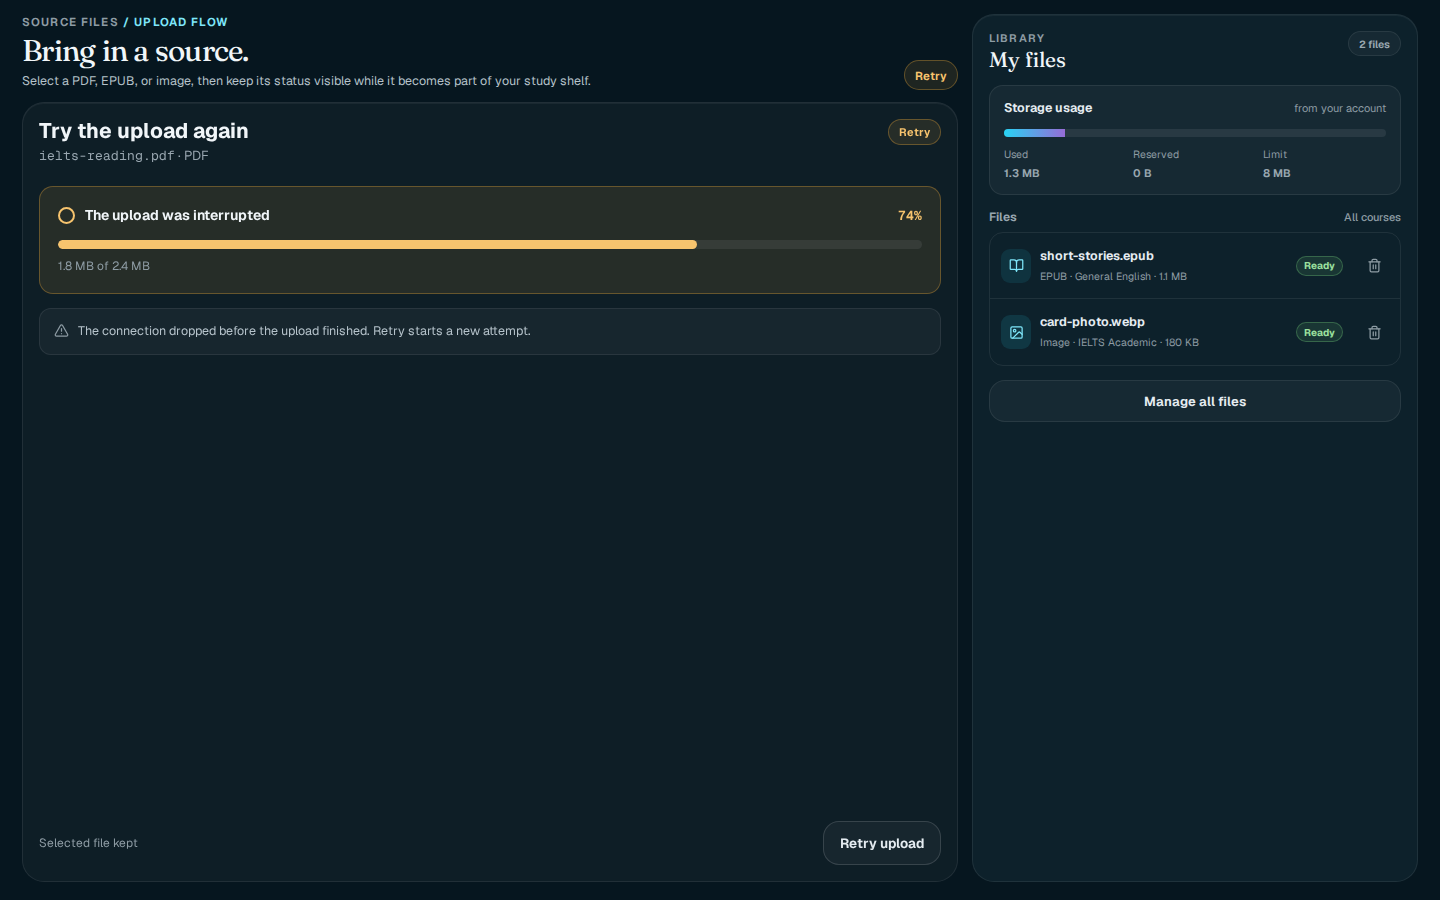 SOURCE FILES / UPLOAD FLOW
Bring in a source.
Select a PDF, EPUB, or image, then keep its status visible while it becomes part of your study shelf.
Retry
Try the upload again
Retry
ielts-reading.pdf · PDF
The upload was interrupted
74%
1.8 MB of 2.4 MB
The connection dropped before the upload finished. Retry starts a new attempt.
Selected file kept
Retry upload
LIBRARY
My files
2 files
Storage usage
from your account
Used
Reserved
Limit
1.3 MB
0 B
8 MB
Files
All courses
short-stories.epub
EPUB · General English · 1.1 MB
Ready
card-photo.webp
Image · IELTS Academic · 180 KB
Ready
Manage all files